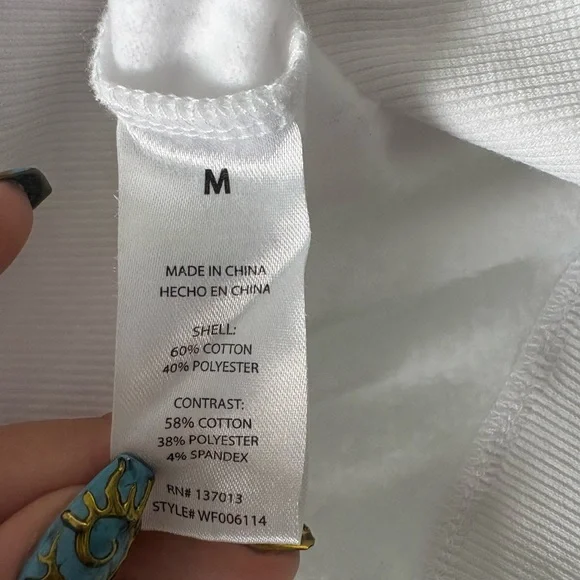 M
MADE IN CHINA
HECHO EN CHINA
SHELL:
60% COTTON
40% POLYESTER
CONTRAST:
58% COTTON
38% POLYESTER
4% SPANDEX
RN# 137013
STYLE# WF006114